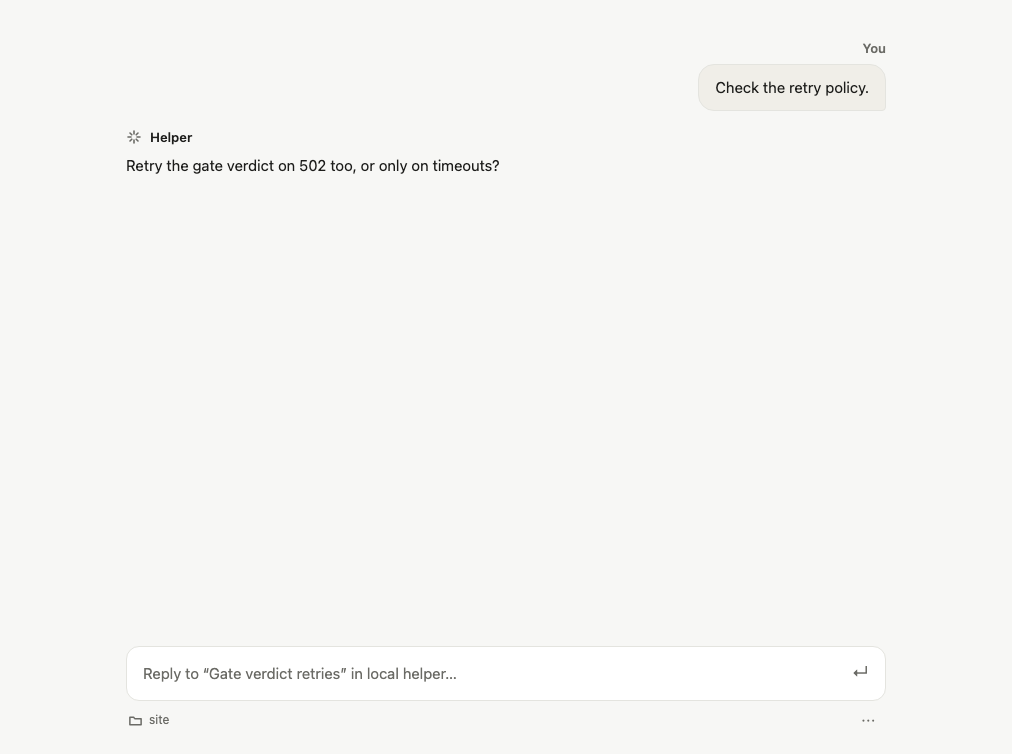 You
Check the retry policy.
Helper
Retry the gate verdict on 502 too, or only on timeouts?
Reply to “Gate verdict retries” in local helper...
site